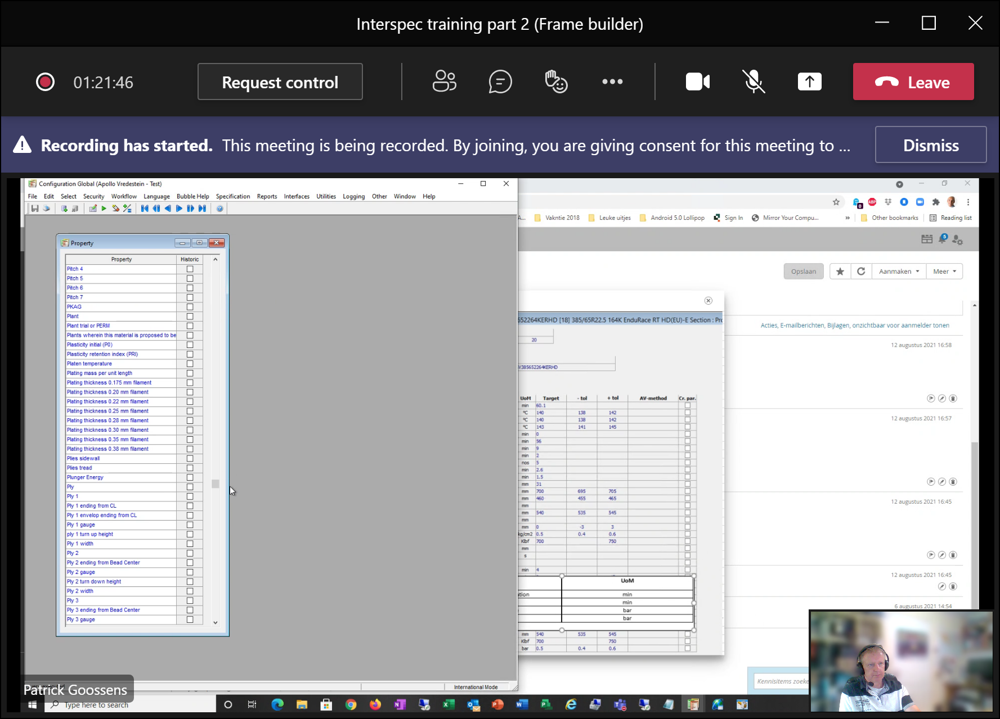 Interspec training part 2 (Frame builder)
01:21:46
Request control
Leave
Recording has started. This meeting is being recorded. By joining, you are giving consent for this meeting to ...
Dismiss
Configuration Global (Apollo Vredestein - Test)
File Edit Select Security Workflow Language Bubble Help Specification Reports Interfaces Utilities Logging Other Window Help
0 ABP
A... Vakntie 2018 Leuke uitjes Android 5.0 Lollipop Sign In Mirror Your Compu... » Other bookmarks Reading list
5
Opslaan Aanmaken Meer
Property
Property Historic
Pitch 4
Pitch 5
Pitch 6
Pitch 7
PKAG
Plant
Plant trial or PERM
Plants wherein this material is proposed to be
Plasticity initial (P0)
Plasticity retention index (PRI)
Platen temperature
Plating mass per unit length
Plating thickness 0.175 mm filament
Plating thickness 0.20 mm filament
Plating thickness 0.22 mm filament
Plating thickness 0.25 mm filament
Plating thickness 0.28 mm filament
Plating thickness 0.30 mm filament
Plating thickness 0.35 mm filament
Plating thickness 0.38 mm filament
Plies sidewall
Plies tread
Plunger Energy
Ply
Ply 1
Ply 1 ending from CL
Ply 1 envelop ending from CL
Ply 1 gauge
ply 1 turn up height
Ply 1 width
Ply 2
Ply 2 ending from Bead Center
Ply 2 gauge
Ply 2 turn down height
Ply 2 width
Ply 3
Ply 3 ending from Bead Center
Ply 3 gauge
652264KERHD [18] 385/65R22.5 164K EnduRace RT HD(EU)-E Section : Pro
20
V385652264KERHD
UoM Target - tol + tol AV-method Cr. par.
min 60.1
°C 140 138 142
°C 140 138 142
°C 143 141 145
min 0
min 56
min 9
min 2
nos 5
min 2.6
min 1.5
mm 31
mm 700 695 705
mm 460 455 465
mm
mm 540 535 545
mm
mm 0 -3 3
kg/cm2 0.5 0.4 0.6
Klbf 700 750
mm
s
min 4
UoM
ation min
min
bar
bar
mm 540 535 545
Klbf 700 750
bar 0.5 0.4 0.6
Acties, E-mailberichten, Bijlagen, onzichtbaar voor aanmelder tonen
12 augustus 2021 16:58
12 augustus 2021 16:57
12 augustus 2021 16:45
12 augustus 2021 16:45
6 augustus 2021 14:54
Kennisitems zoeke
International Mode
Patrick Goossens
Type here to search